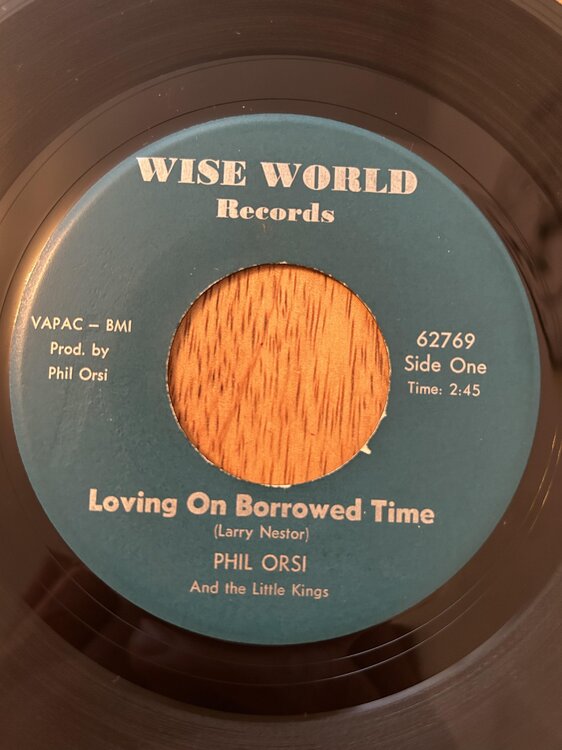 WISE WORLD
Records
VAPAC – BMI
Prod. by
Phil Orsi
62769
Side One
Time: 2:45
Loving On Borrowed Time
(Larry Nestor)
PHIL ORSI
And the Little Kings